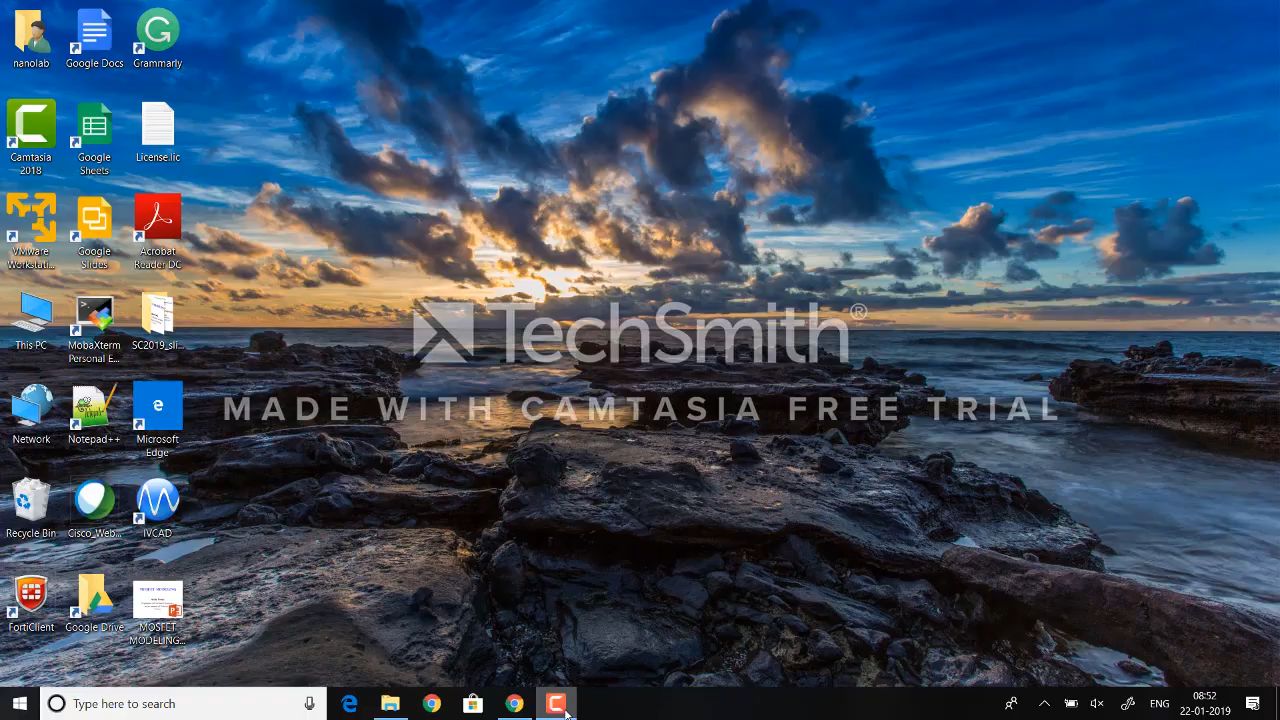 nanolab
Google Docs
Grammarly
Camtasia
2018
Google
Sheets
License.lic
VMware
Workstati...
Google
Slides
Acrobat
Reader DC
This PC
MobaXterm
Personal E...
SC2019_sli...
TechSmith®
MADE WITH CAMTASIA FREE TRIAL
Network
Notepad++
Microsoft
Edge
Recycle Bin
Cisco_Web...
IVCAD
FortiClient
Google Drive
MOSFET
MODELING...
Type here to search
ENG
08:52
22-01-2019